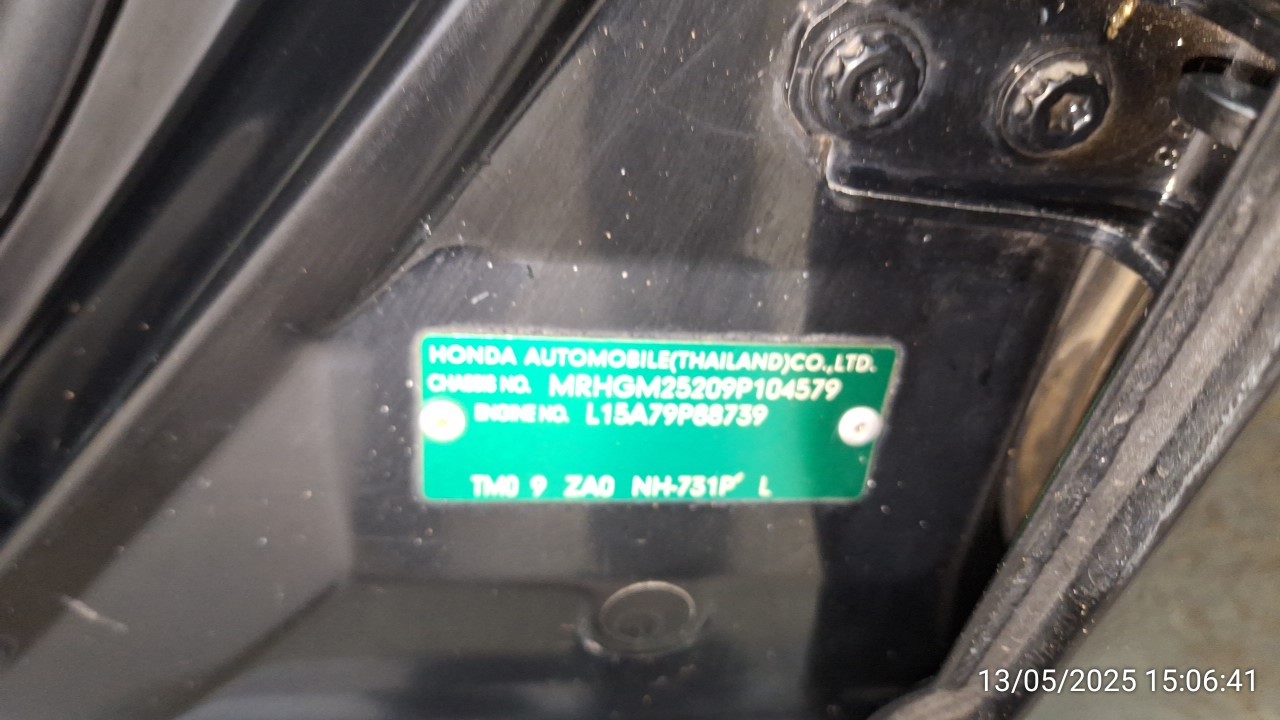 HONDA AUTOMOBILE(THAILAND)CO.,LTD.
CHASSIS NO. MRHGM25209P104579
ENGINE NO. L15A79P88739
TM0 9 ZA0 NH-731P L
13/05/2025 15:06:41